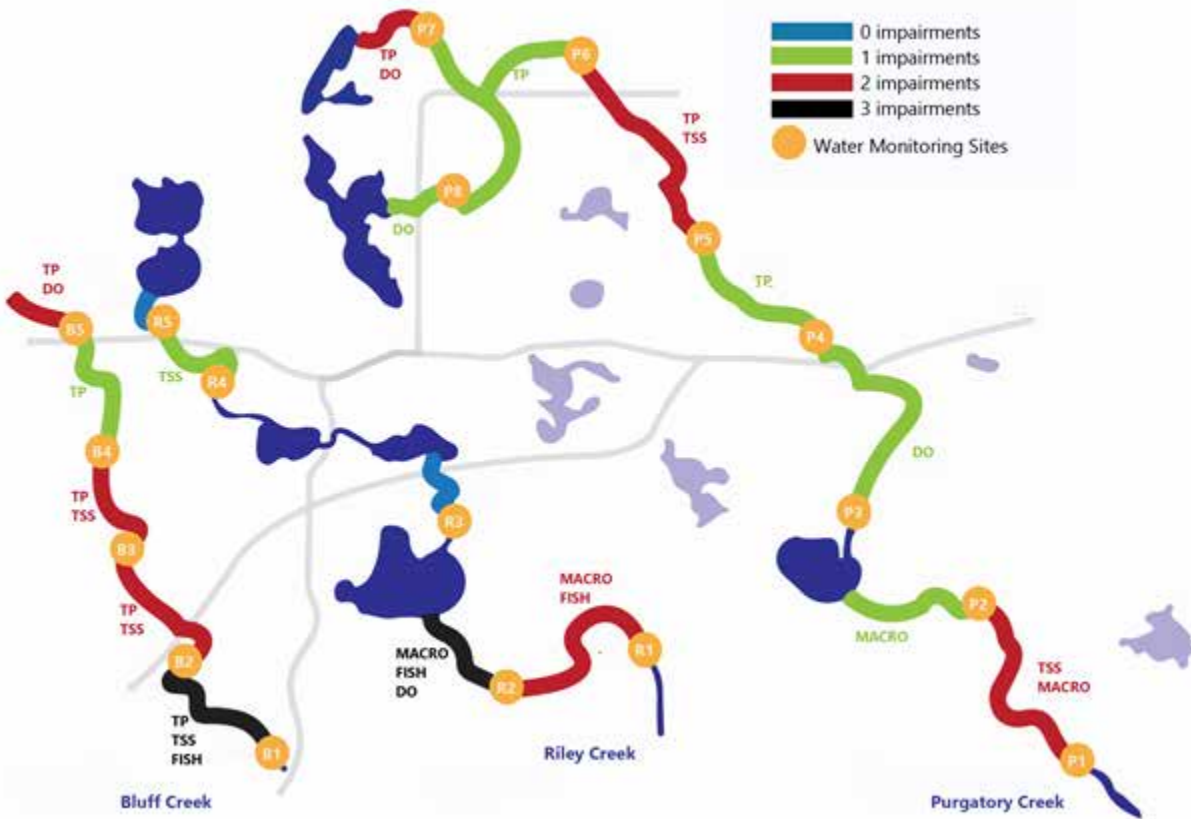 0 impairments
1 impairments
2 impairments
3 impairments
Water Monitoring Sites
P7
TP
DO
P6
TP
TP
TSS
P8
DO
P5
TP
P4
DO
P3
MACRO
P2
TSS
MACRO
P1
Purgatory Creek
R5
TSS
R4
R3
MACRO
FISH
DO
R2
MACRO
FISH
R1
Riley Creek
TP
DO
B5
TP
B4
TP
TSS
B3
TP
TSS
B2
TP
TSS
FISH
B1
Bluff Creek